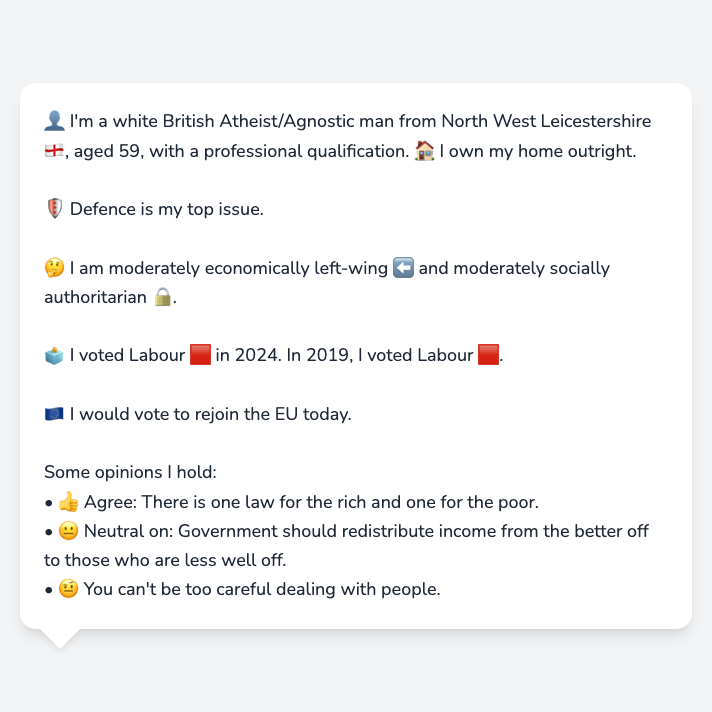 👤 I'm a white British Atheist/Agnostic man from North West Leicestershire
🏴󠁧󠁢󠁥󠁮󠁧󠁿, aged 59, with a professional qualification. 🏠 I own my home outright.
🛡️ Defence is my top issue.
🤔 I am moderately economically left-wing ⬅️ and moderately socially
authoritarian 🔒.
🗳️ I voted Labour 🟥 in 2024. In 2019, I voted Labour 🟥.
🇪🇺 I would vote to rejoin the EU today.
Some opinions I hold:
• 👍 Agree: There is one law for the rich and one for the poor.
• 😐 Neutral on: Government should redistribute income from the better off
to those who are less well off.
• 🤨 You can't be too careful dealing with people.